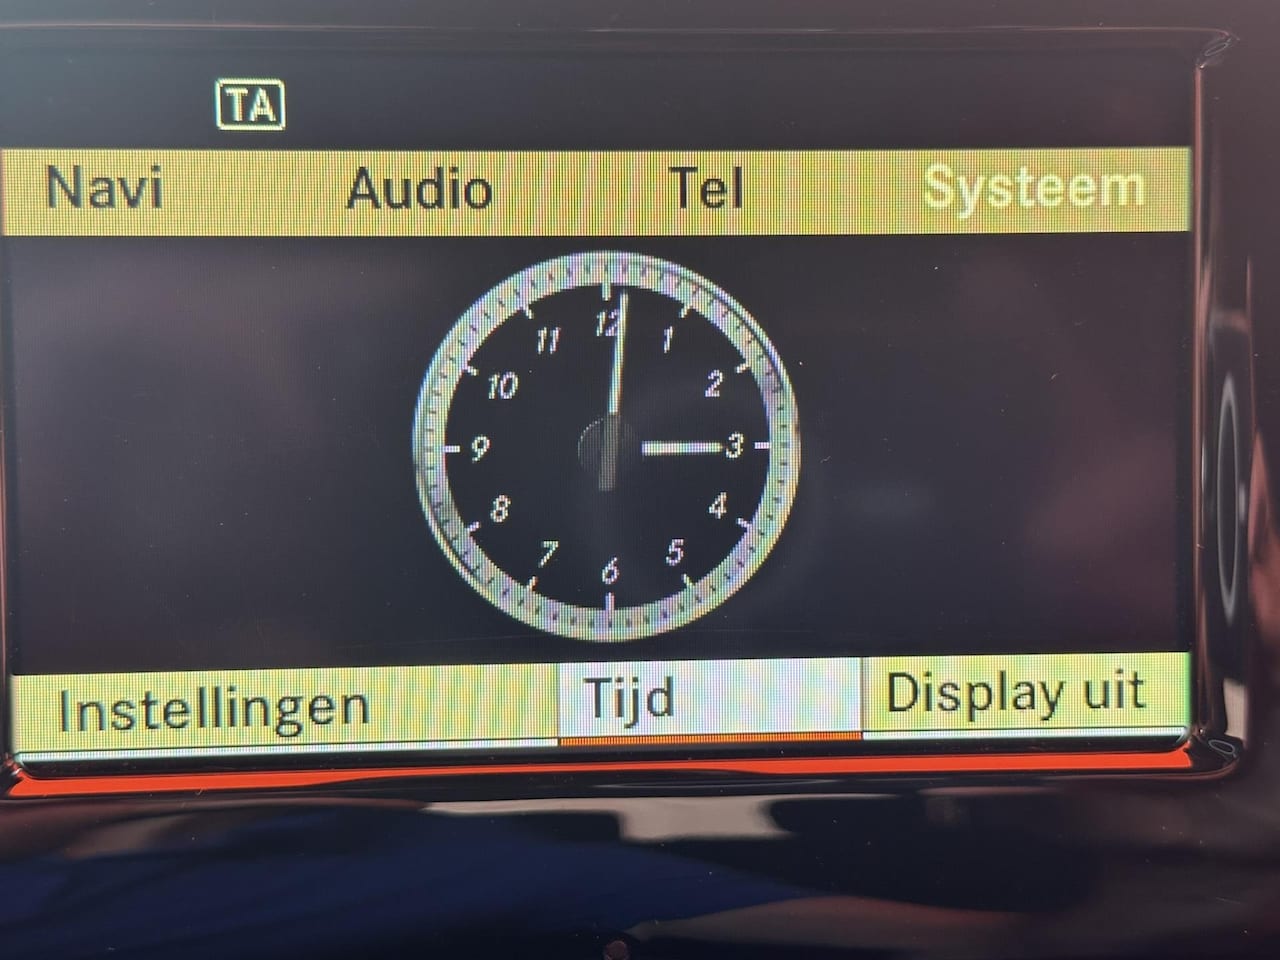 TA
Navi Audio Tel Systeem
12
11 1
10 2
9 3
8 4
7 5
6
Instellingen Tijd Display uit